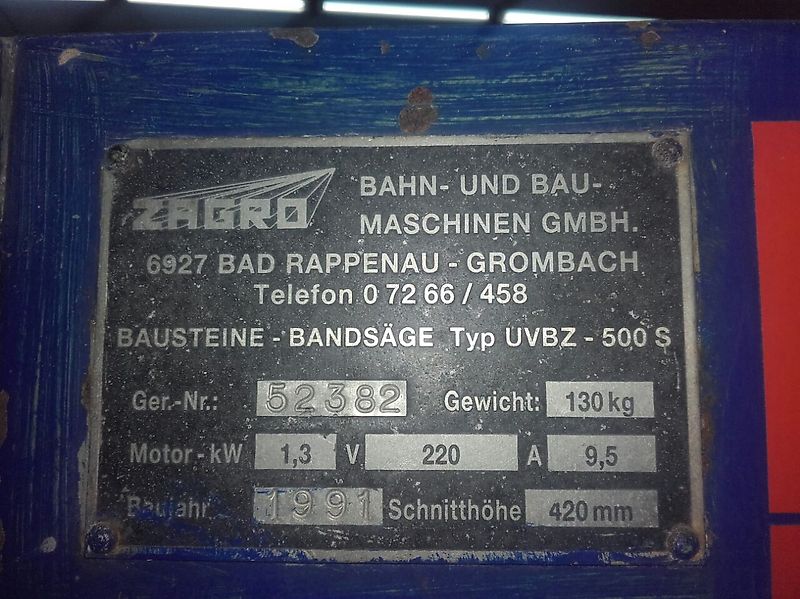 ZAGRO
BAHN- UND BAU-
MASCHINEN GMBH.
6927 BAD RAPPENAU - GROMBACH
Telefon 0 72 66 / 458
BAUSTEINE - BANDSÄGE Typ UVBZ - 500 S
Ger.-Nr.: 52382 Gewicht: 130 kg
Motor - kW 1,3 V 220 A 9,5
Baujahr 1991 Schnitthöhe 420 mm